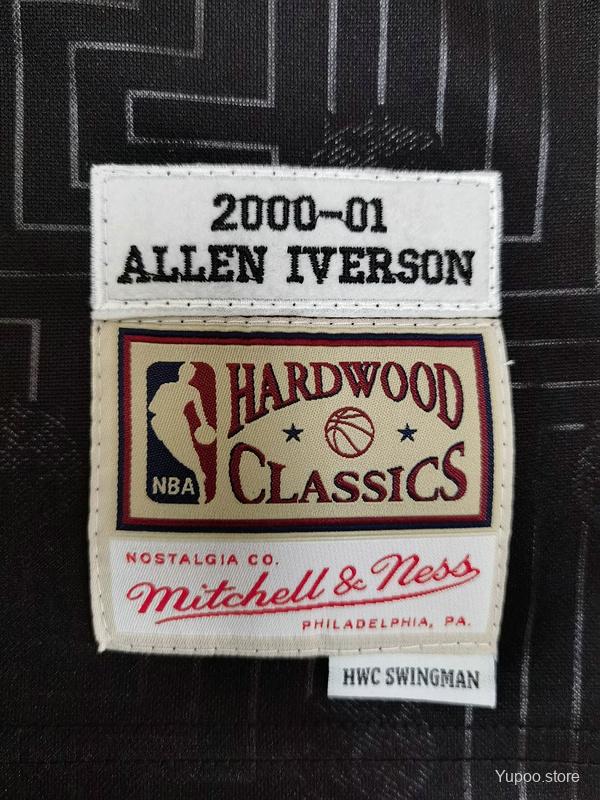 2000-01
ALLEN IVERSON
HARDWOOD
CLASSICS
NBA
NOSTALGIA CO.
Mitchell & Ness
PHILADELPHIA, PA.
HWC SWINGMAN
Yupoo.store